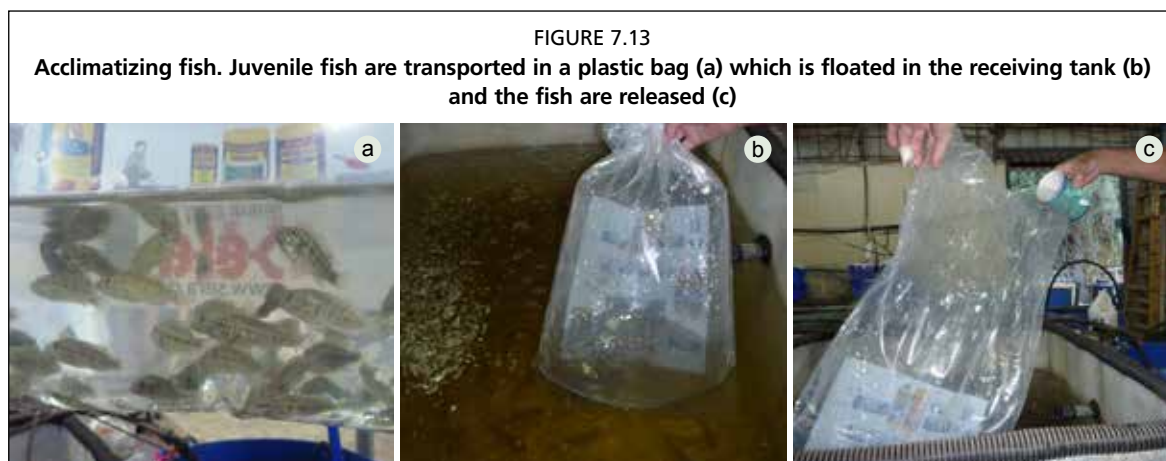 FIGURE 7.13
Acclimatizing fish. Juvenile fish are transported in a plastic bag (a) which is floated in the receiving tank (b)
and the fish are released (c)
a
b
c